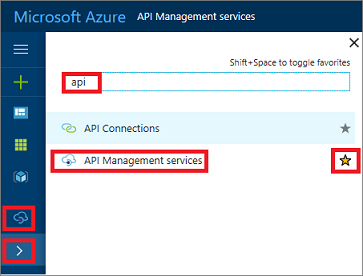 Microsoft Azure API Management services
Shift+Space to toggle favorites
api
API Connections
API Management services